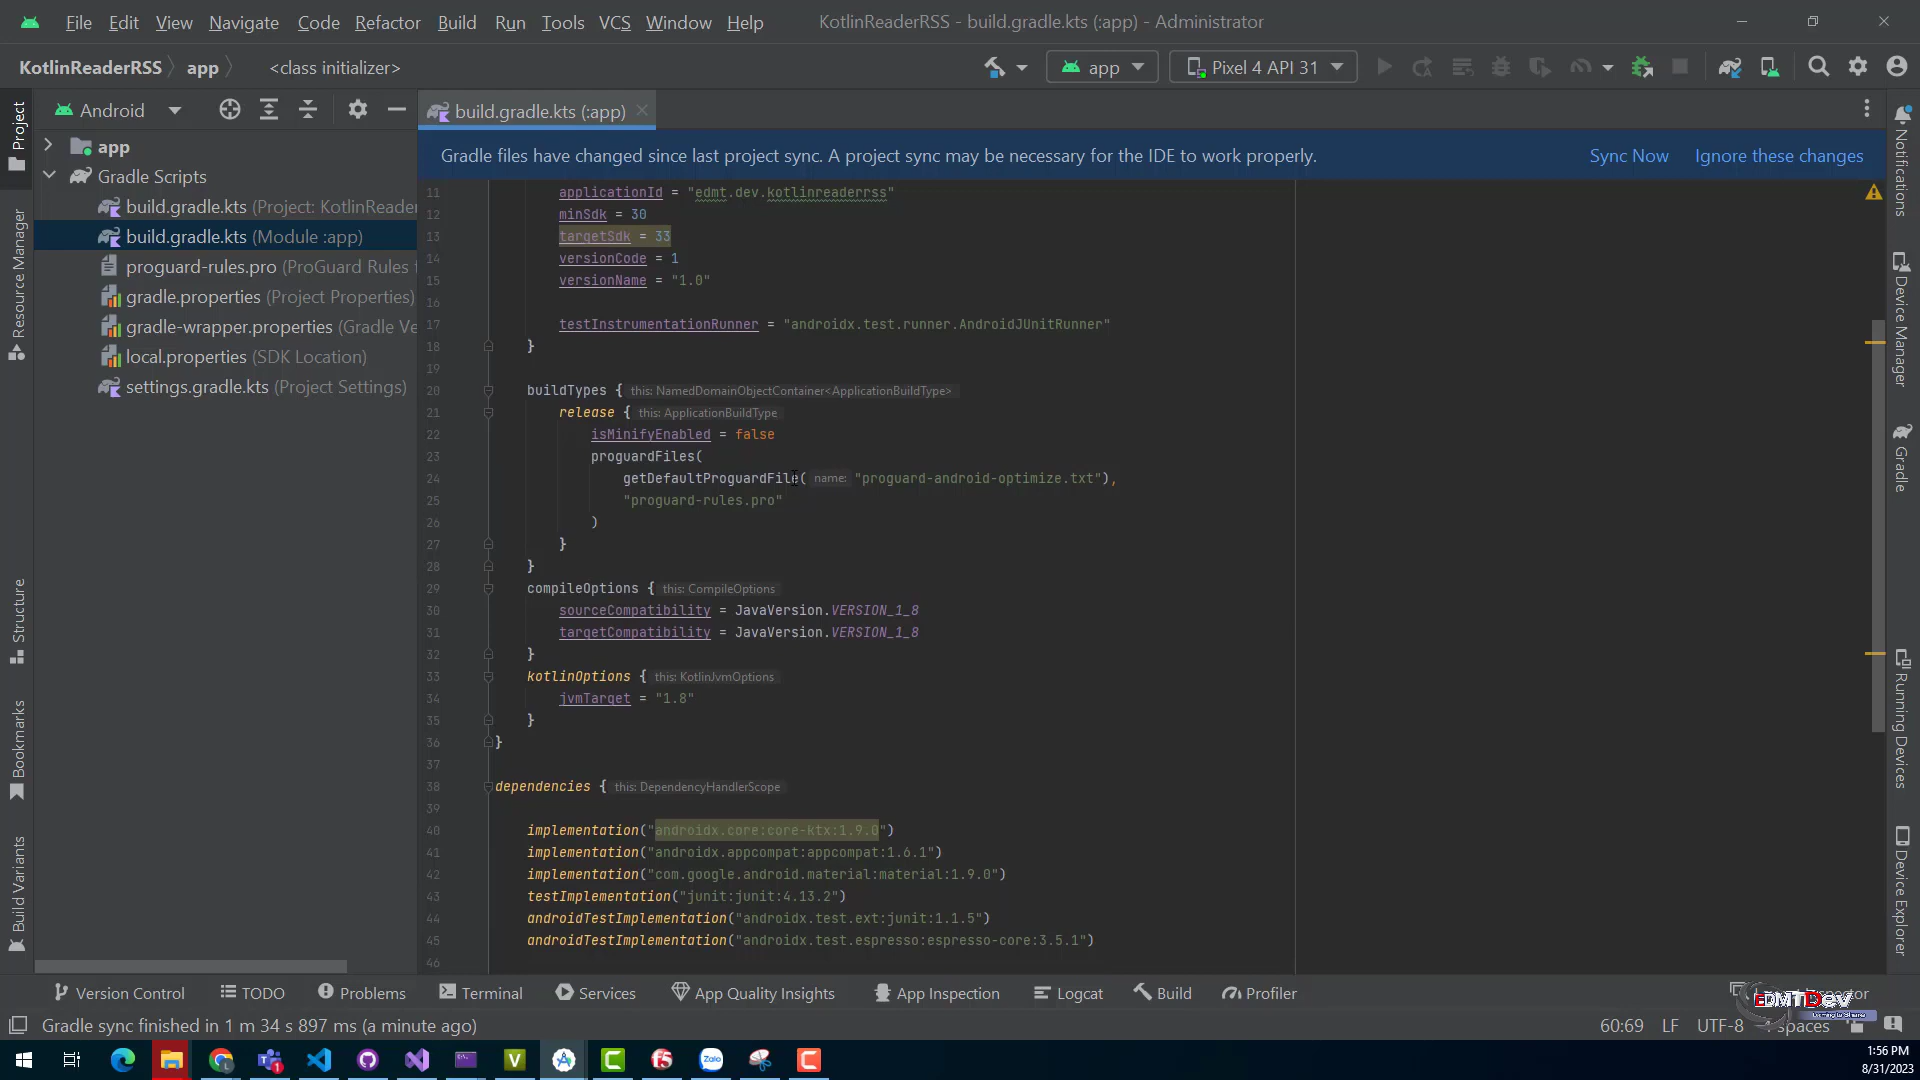 File Edit View Navigate Code Refactor Build Run Tools VCS Window Help KotlinReaderRSS - build.gradle.kts (:app) - Administrator
KotlinReaderRSS app <class initializer> app Pixel 4 API 31
Android
build.gradle.kts (:app)
Gradle files have changed since last project sync. A project sync may be necessary for the IDE to work properly. Sync Now Ignore these changes
Project
Resource Manager
Structure
Bookmarks
Build Variants
app
Gradle Scripts
build.gradle.kts (Project: KotlinReader
build.gradle.kts (Module :app)
proguard-rules.pro (ProGuard Rules f
gradle.properties (Project Properties)
gradle-wrapper.properties (Gradle Ve
local.properties (SDK Location)
settings.gradle.kts (Project Settings)
11 applicationId = "edmt.dev.kotlinreaderrss"
12 minSdk = 30
13 targetSdk = 33
14 versionCode = 1
15 versionName = "1.0"
16
17 testInstrumentationRunner = "androidx.test.runner.AndroidJUnitRunner"
18 }
19
20 buildTypes { this: NamedDomainObjectContainer<ApplicationBuildType>
21 release { this: ApplicationBuildType
22 isMinifyEnabled = false
23 proguardFiles(
24 getDefaultProguardFile( name: "proguard-android-optimize.txt"),
25 "proguard-rules.pro"
26 )
27 }
28 }
29 compileOptions { this: CompileOptions
30 sourceCompatibility = JavaVersion.VERSION_1_8
31 targetCompatibility = JavaVersion.VERSION_1_8
32 }
33 kotlinOptions { this: KotlinJvmOptions
34 jvmTarget = "1.8"
35 }
36 }
37
38 dependencies { this: DependencyHandlerScope
39
40 implementation("androidx.core:core-ktx:1.9.0")
41 implementation("androidx.appcompat:appcompat:1.6.1")
42 implementation("com.google.android.material:material:1.9.0")
43 testImplementation("junit:junit:4.13.2")
44 androidTestImplementation("androidx.test.ext:junit:1.1.5")
45 androidTestImplementation("androidx.test.espresso:espresso-core:3.5.1")
46
Notifications
Device Manager
Gradle
Running Devices
Device Explorer
Version Control TODO Problems Terminal Services App Quality Insights App Inspection Logcat Build Profiler
EDMTDev
Gradle sync finished in 1 m 34 s 897 ms (a minute ago) 60:69 LF UTF-8 spaces
1:56 PM
8/31/2023